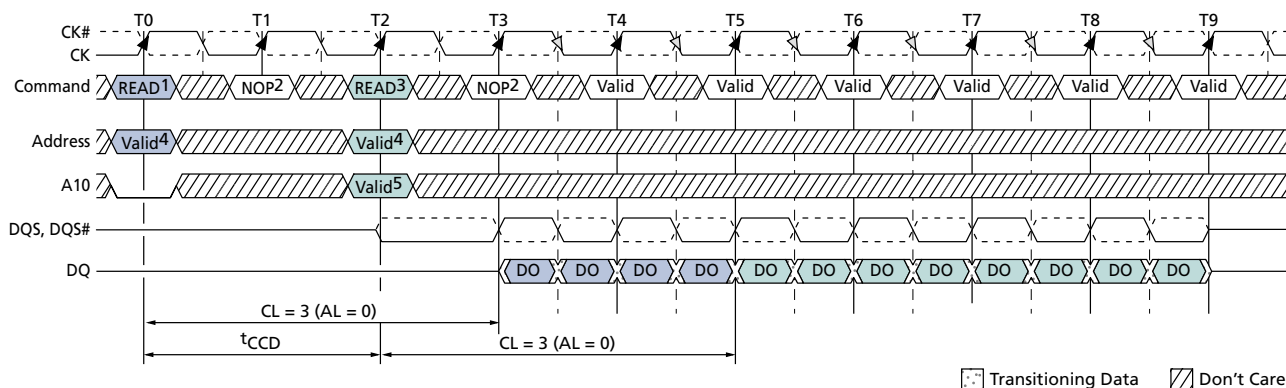 T0 T1 T2 T3 T4 T5 T6 T7 T8 T9
CK#
CK
Command READ1 NOP2 READ3 NOP2 Valid Valid Valid Valid Valid Valid
Address Valid4 Valid4
A10 Valid5
DQS, DQS#
DQ DO DO DO DO DO DO DO DO DO DO DO DO
CL = 3 (AL = 0)
tCCD CL = 3 (AL = 0)
Transitioning Data Don't Care